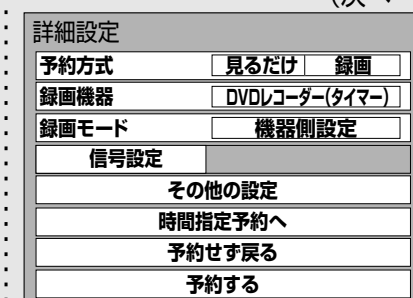 (次へ
詳細設定
予約方式 見るだけ 録画
録画機器 DVDレコーダー(タイマー)
録画モード 機器側設定
信号設定
その他の設定
時間指定予約へ
予約せず戻る
予約する